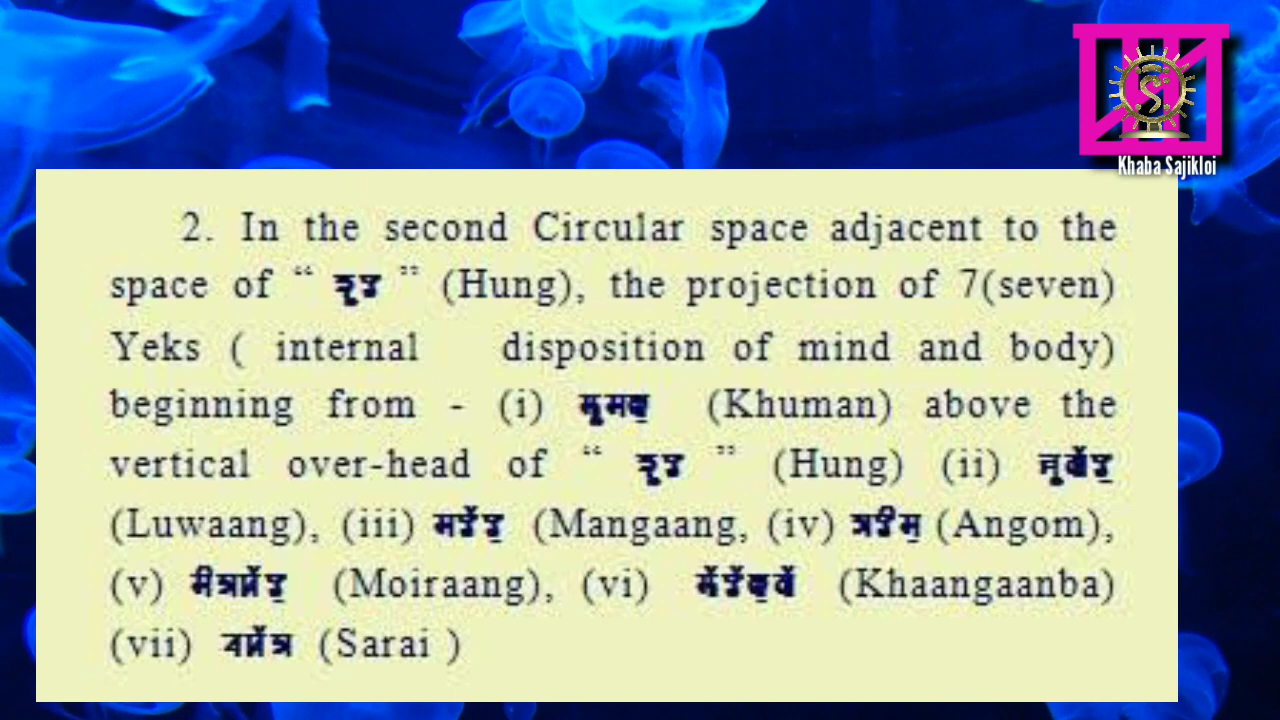 Khaba Sajikloi
2. In the second Circular space adjacent to the
space of “ ” (Hung), the projection of 7(seven)
Yeks ( internal disposition of mind and body)
beginning from - (i) (Khuman) above the
vertical over-head of “ ” (Hung) (ii)
(Luwaang), (iii) (Mangaang, (iv) (Angom),
(v) (Moiraang), (vi) (Khaangaanba)
(vii) (Sarai )